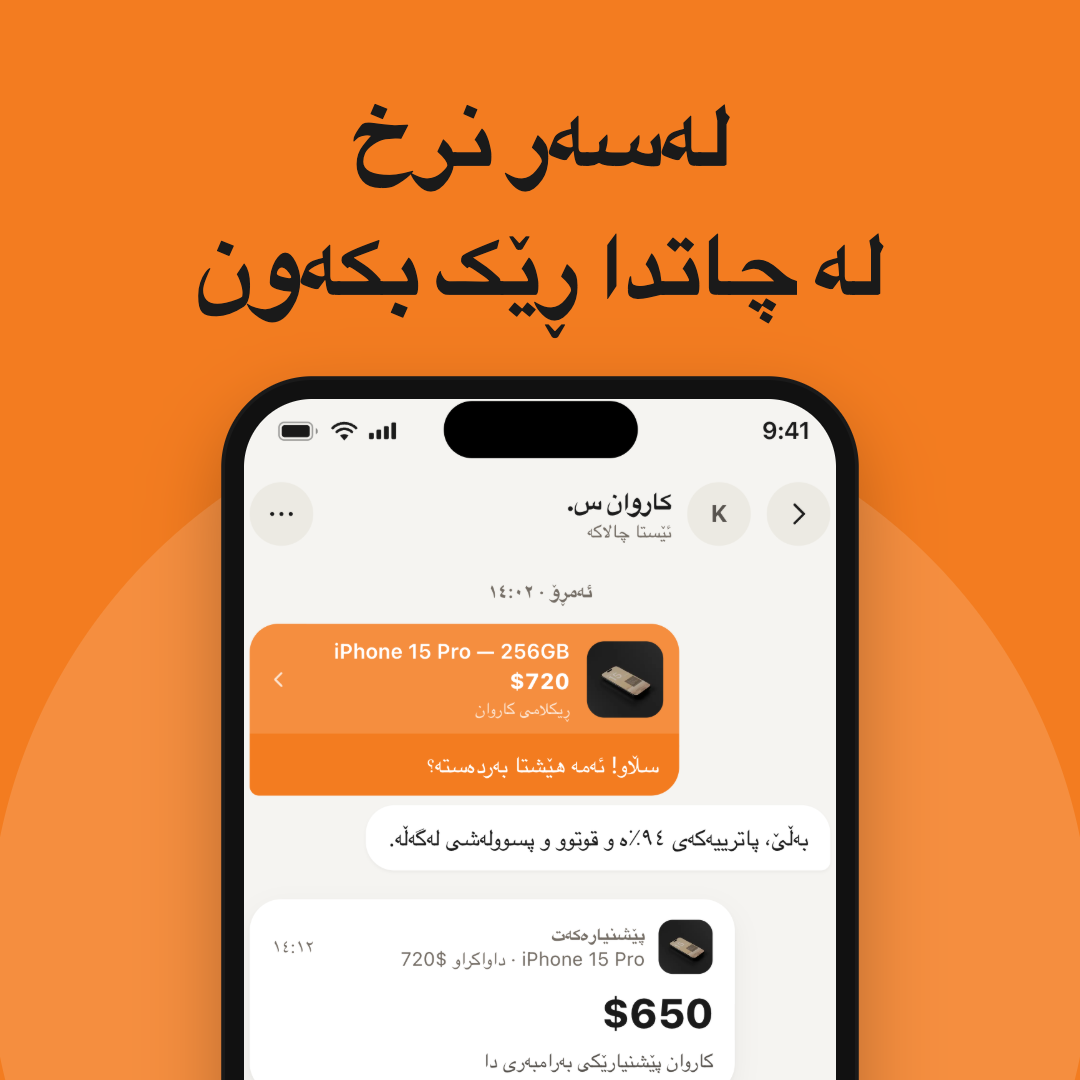 لەسەر نرخ
لە چاتدا ڕێک بکەون
9:41
K
کاروان س.
ئێستا چالاکە
ئەمڕۆ · ١٤:٠٢
iPhone 15 Pro — 256GB
$720
ڕیکلامی کاروان
سڵاو! ئەمە هێشتا بەردەستە؟
بەڵێ، پاترییەکەی ٩٤٪ە و قوتوو و پسوولەشی لەگەڵە.
پێشنیارەکەت
١٤:١٢
iPhone 15 Pro · داواکراو $720
$650
کاروان پێشنیارێکی بەرامبەری دا